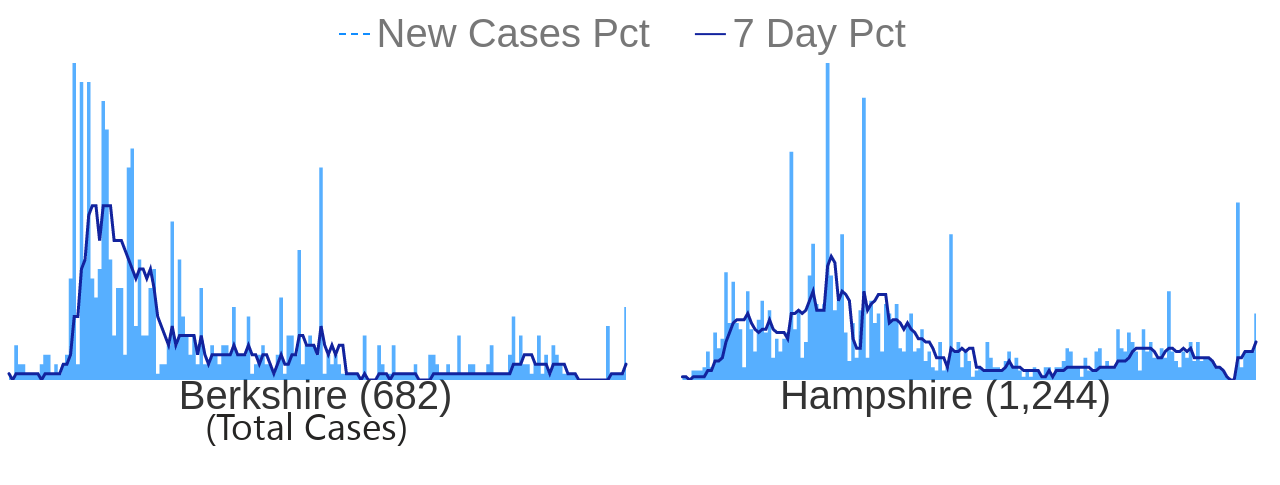 New Cases Pct 7 Day Pct
Berkshire (682) Hampshire (1,244)
(Total Cases)